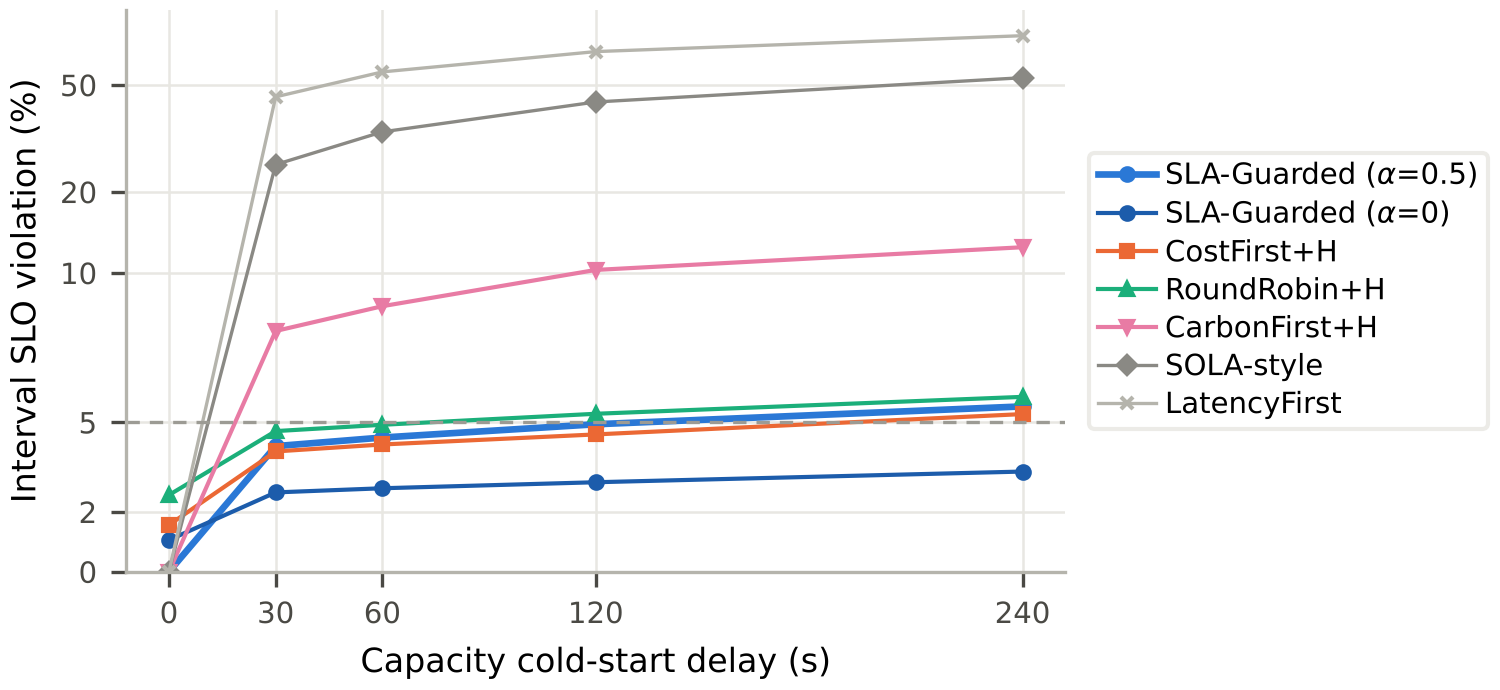 Interval SLO violation (%)
50
20
10
5
2
0
0 30 60 120 240
Capacity cold-start delay (s)
SLA-Guarded (α=0.5)
SLA-Guarded (α=0)
CostFirst+H
RoundRobin+H
CarbonFirst+H
SOLA-style
LatencyFirst